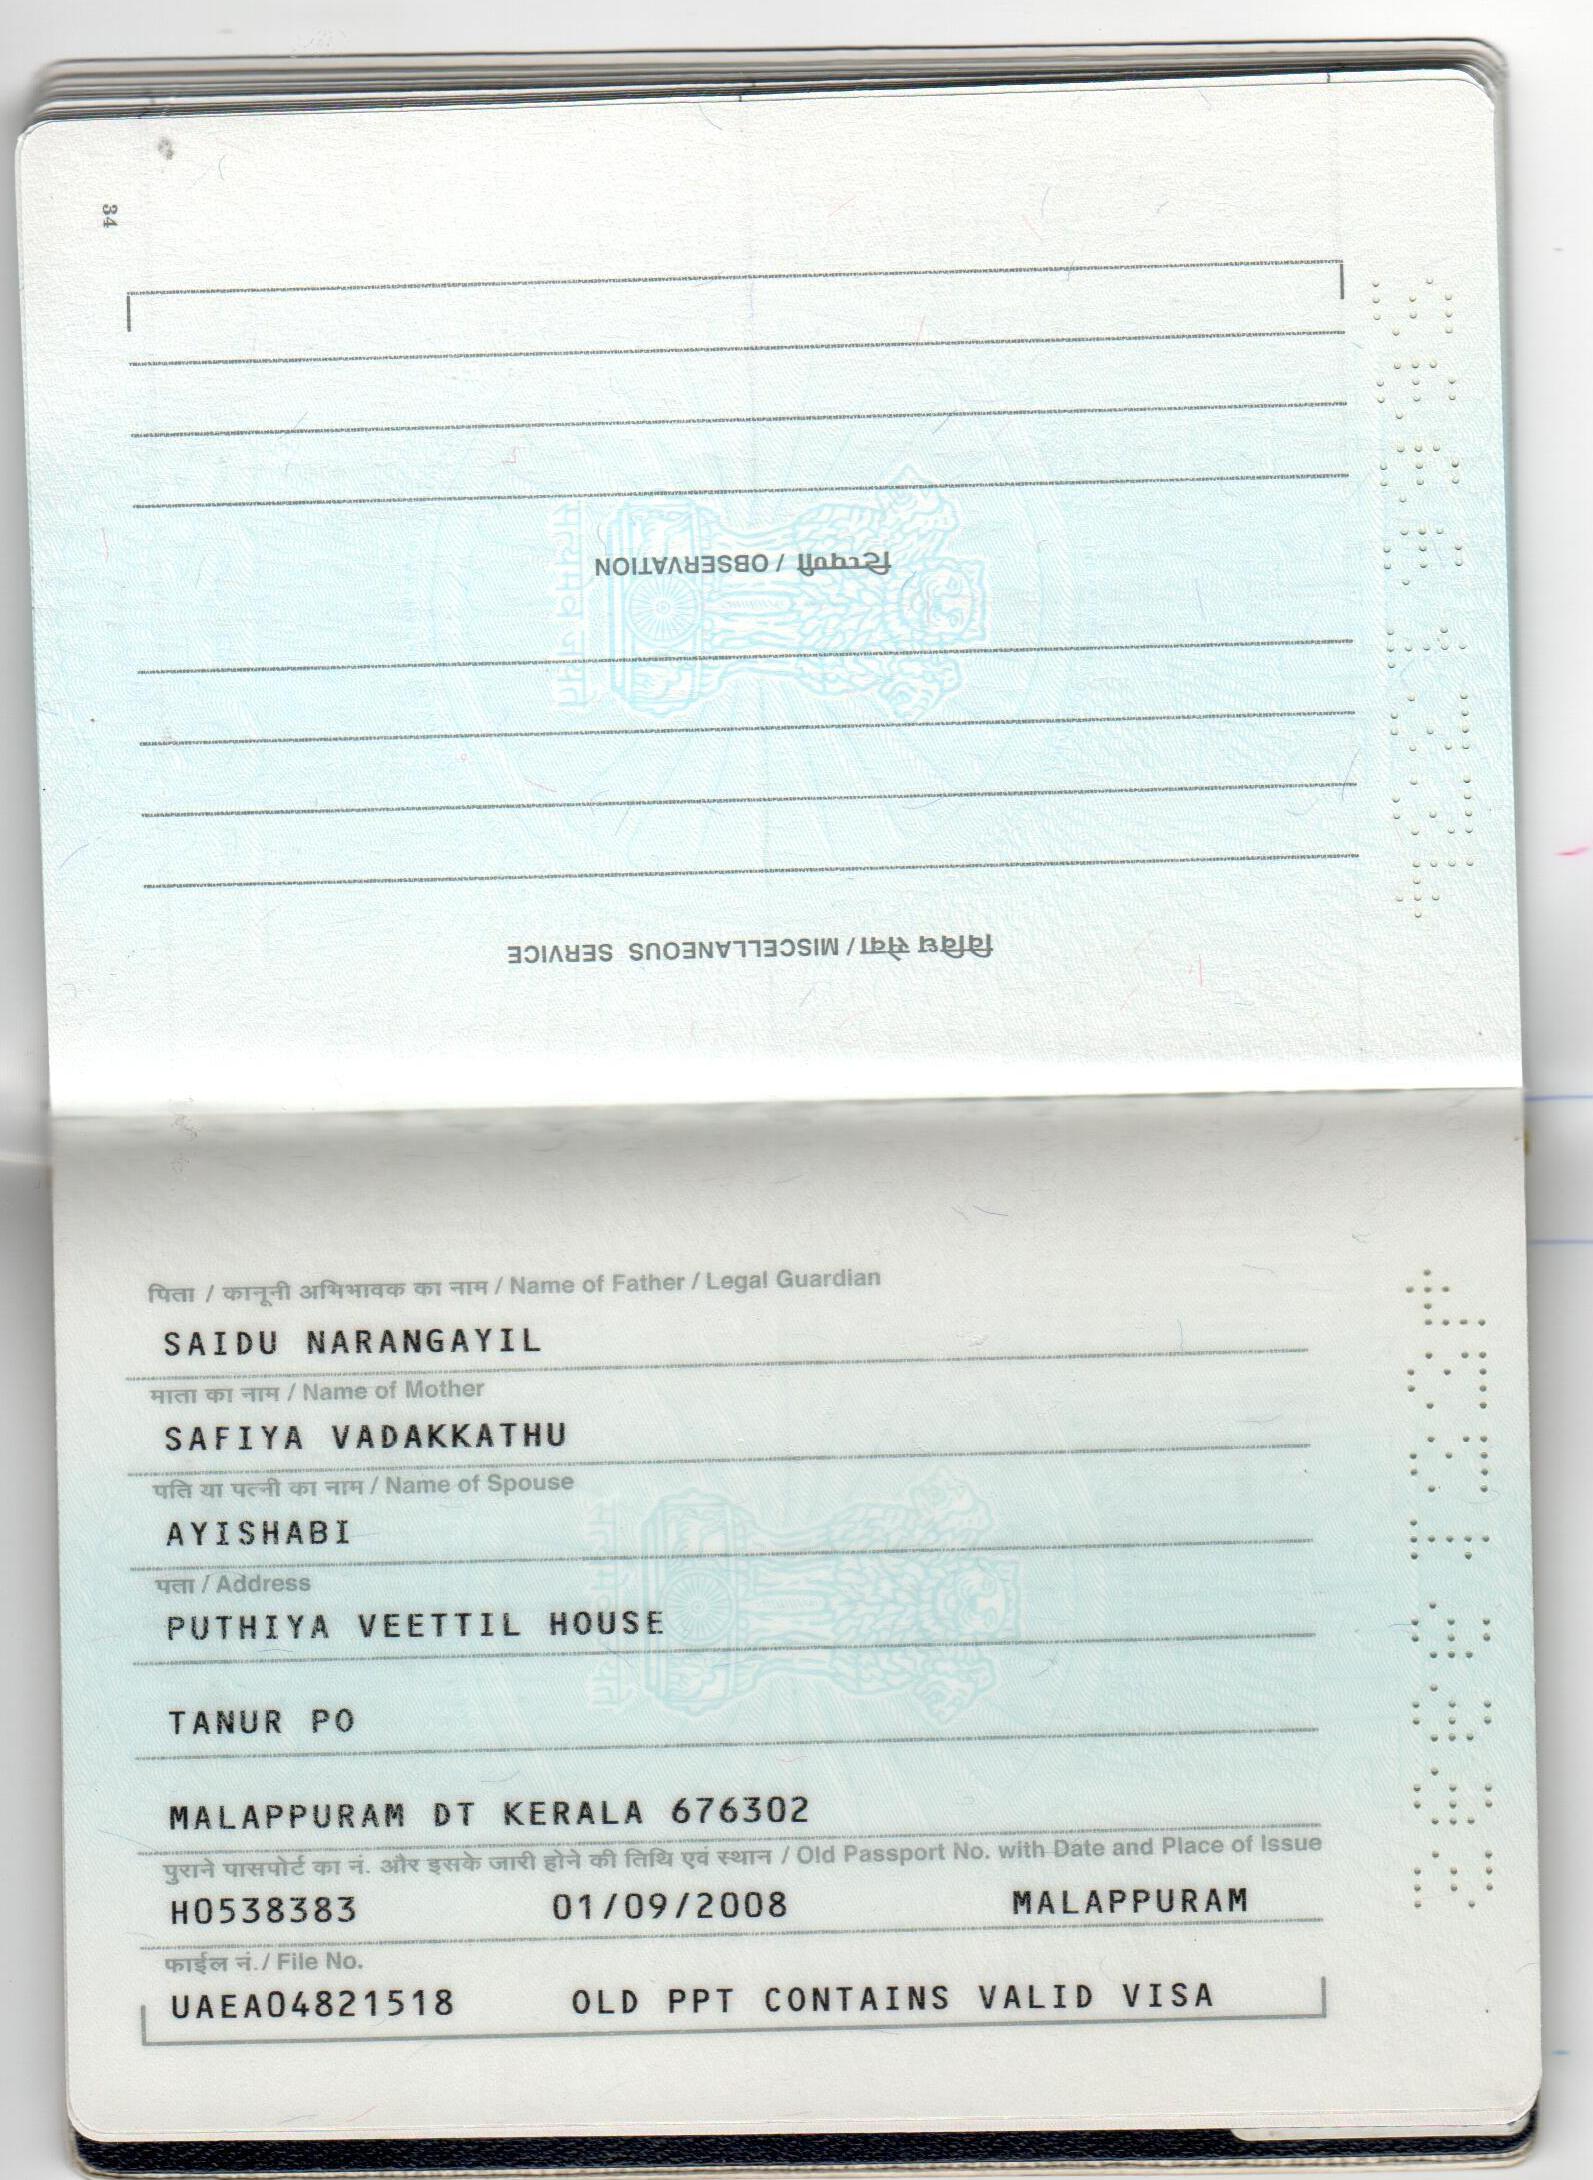 34
टिप्पणी / OBSERVATION
विविध सेवा / MISCELLANEOUS SERVICE
पिता / कानूनी अभिभावक का नाम / Name of Father / Legal Guardian
SAIDU NARANGAYIL
माता का नाम / Name of Mother
SAFIYA VADAKKATHU
पति या पत्नी का नाम / Name of Spouse
AYISHABI
पता / Address
PUTHIYA VEETTIL HOUSE
TANUR PO
MALAPPURAM DT KERALA 676302
पुराने पासपोर्ट का नं. और इसके जारी होने की तिथि एवं स्थान / Old Passport No. with Date and Place of Issue
H0538383 01/09/2008 MALAPPURAM
फाईल नं. / File No.
UAEA04821518 OLD PPT CONTAINS VALID VISA